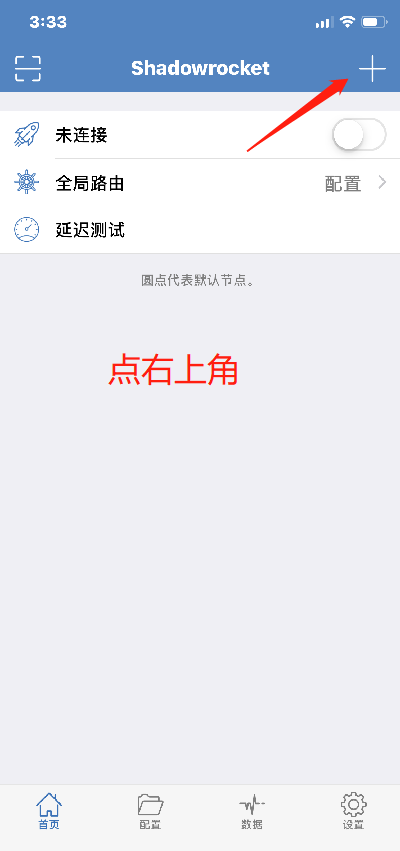 3:33
Shadowrocket
未连接
全局路由 配置
延迟测试
圆点代表默认节点。
点右上角
首页 配置 数据 设置